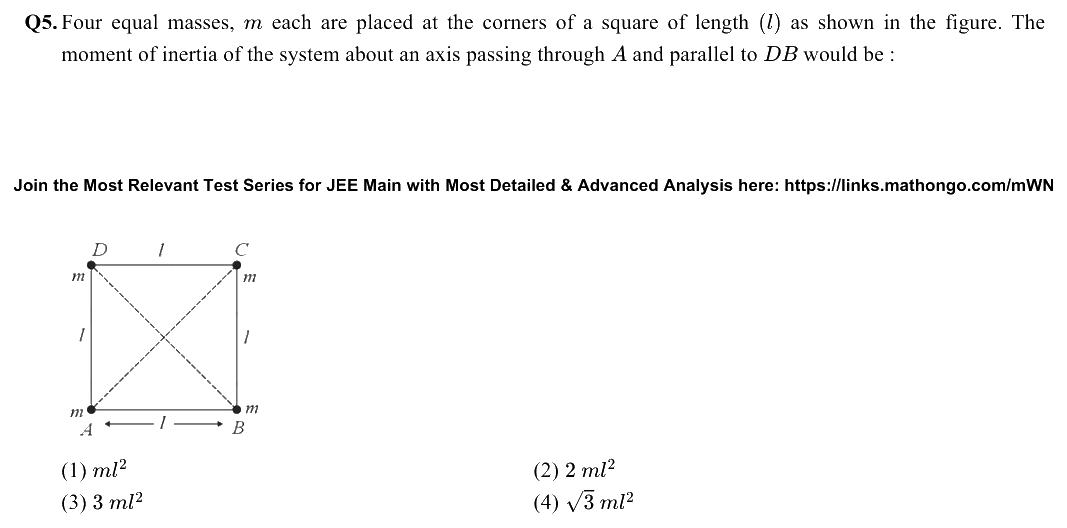 Q5. Four equal masses, m each are placed at the corners of a square of length (l) as shown in the figure. The
moment of inertia of the system about an axis passing through A and parallel to DB would be :
Join the Most Relevant Test Series for JEE Main with Most Detailed & Advanced Analysis here: https://links.mathongo.com/mWN
D l C
m m
l l
m m
A l B
(1) ml² (2) 2 ml²
(3) 3 ml² (4) √3 ml²